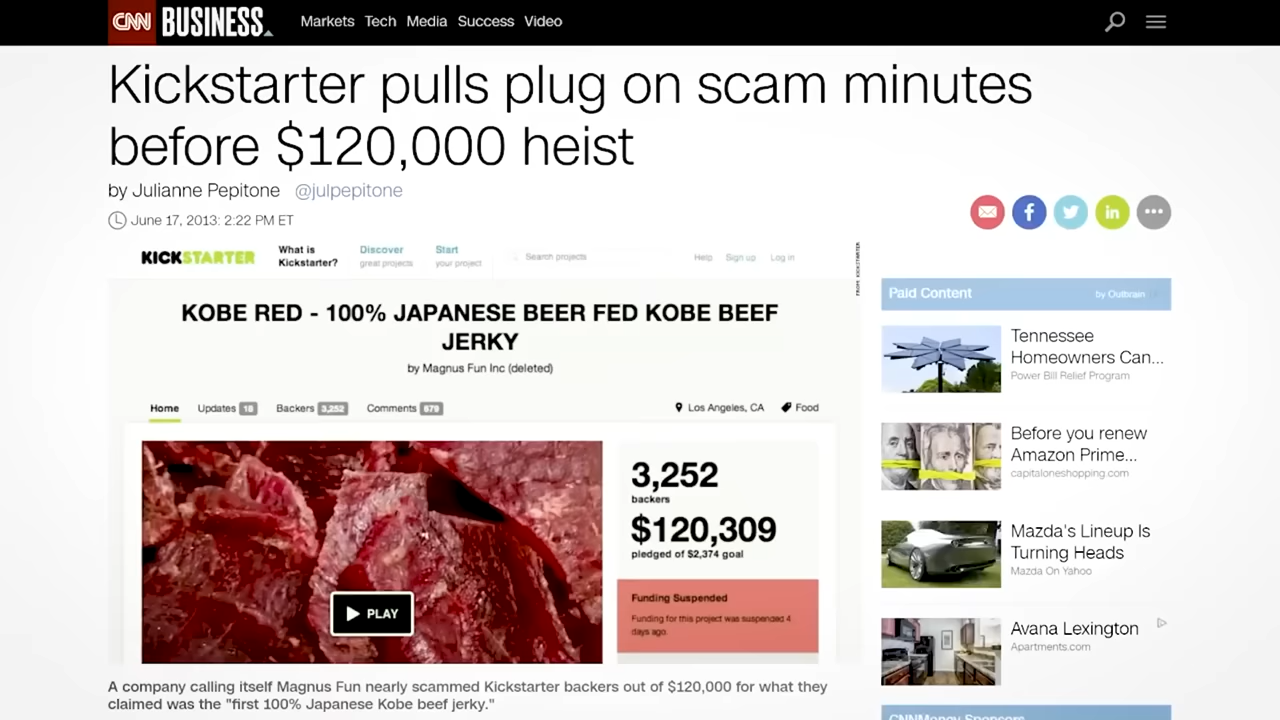 CNN BUSINESS Markets Tech Media Success Video
Kickstarter pulls plug on scam minutes
before $120,000 heist
by Julianne Pepitone @julpepitone
June 17, 2013: 2:22 PM ET
FROM KICKSTARTER
KICKSTARTER
What is
Kickstarter?
Discover
great projects
Start
your project
Search projects
Help Sign up Log in
KOBE RED - 100% JAPANESE BEER FED KOBE BEEF
JERKY
by Magnus Fun Inc (deleted)
Home Updates 18 Backers 3,252 Comments 679
Los Angeles, CA Food
PLAY
3,252
backers
$120,309
pledged of $2,374 goal
Funding Suspended
Funding for this project was suspended 4
days ago.
A company calling itself Magnus Fun nearly scammed Kickstarter backers out of $120,000 for what they
claimed was the "first 100% Japanese Kobe beef jerky."
in
Paid Content by Outbrain
Tennessee
Homeowners Can...
Power Bill Relief Program
Before you renew
Amazon Prime...
capitaloneshopping.com
Mazda's Lineup Is
Turning Heads
Mazda On Yahoo
Avana Lexington
Apartments.com
CNNMoney Sponsors